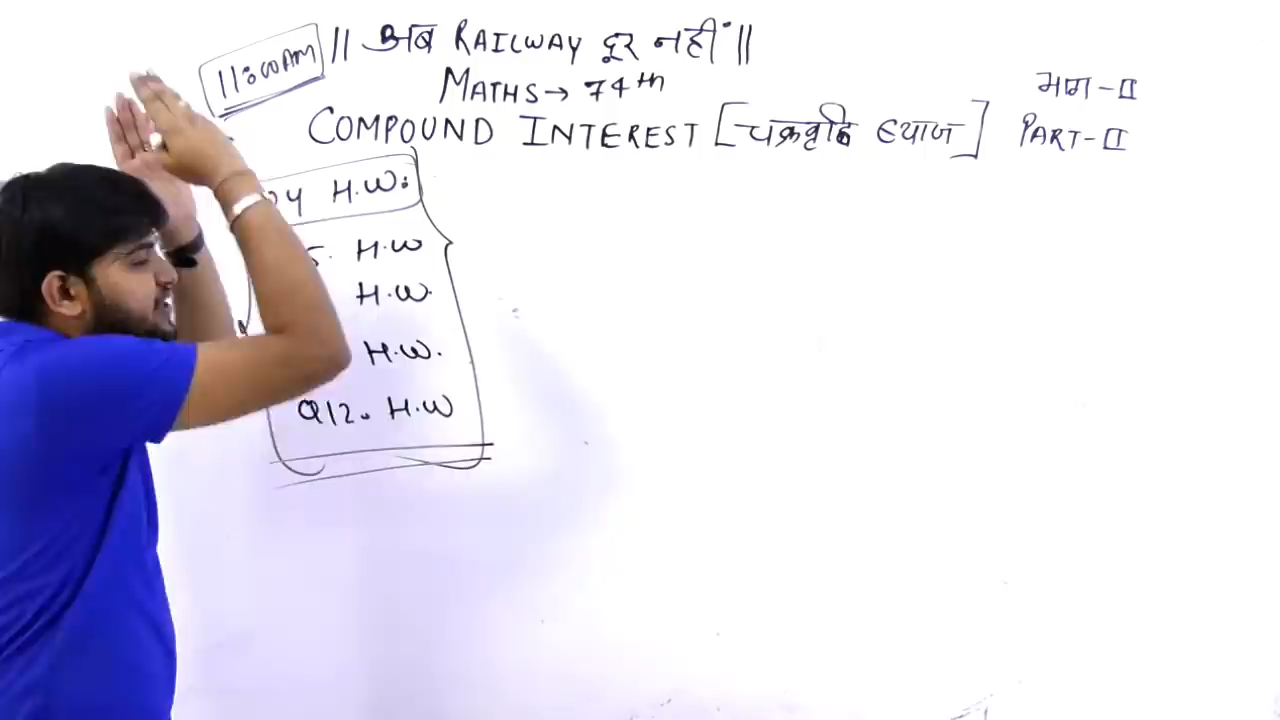 11:00AM || अब RAILWAY दूर नहीं ||
MATHS → 74th
भाग-II
COMPOUND INTEREST [चक्रवृद्धि ब्याज] PART-II
H.W:
H.W
H.W.
H.W.
Q12. H.W